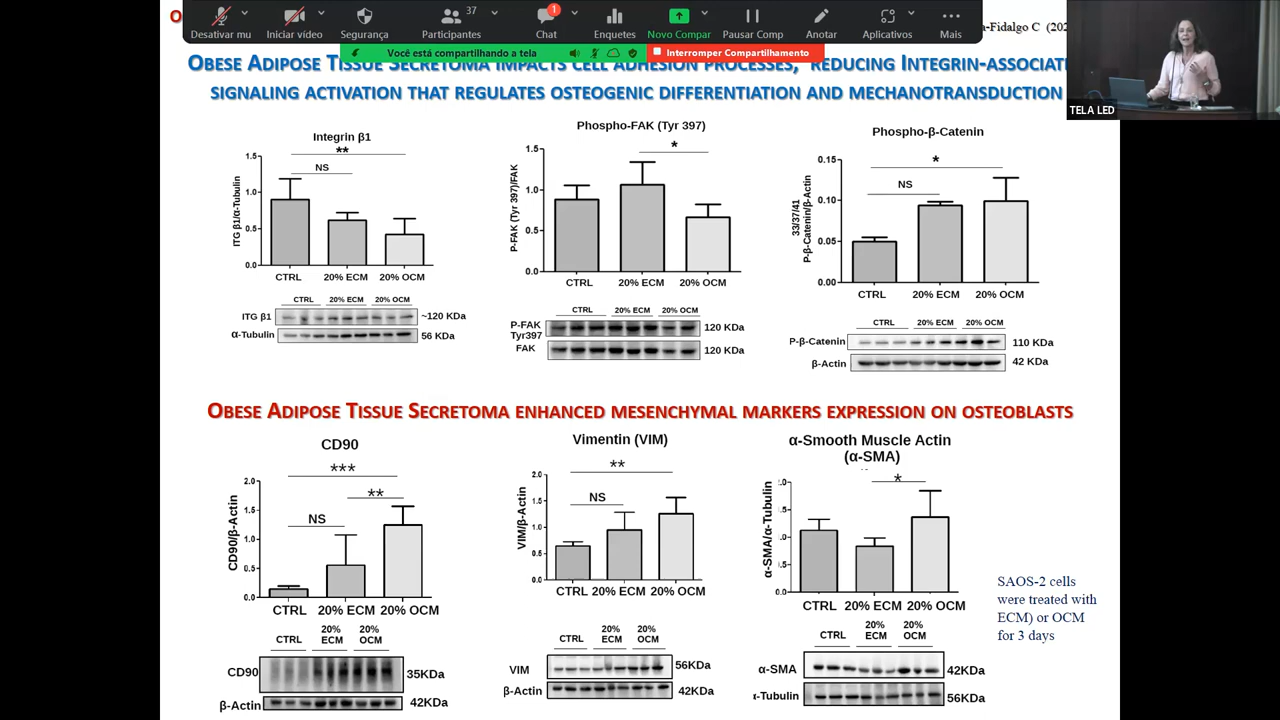 O
37
1
Desativar mu
Iniciar vídeo
Segurança
Participantes
Chat
Enquetes
Novo Compar
Pausar Comp
Anotar
Aplicativos
Mais
-Fidalgo C (202
Você está compartilhando a tela
Interromper Compartilhamento
TELA LED
OBESE ADIPOSE TISSUE SECRETOMA IMPACTS CELL ADHESION PROCESSES, REDUCING INTEGRIN-ASSOCIAT
SIGNALING ACTIVATION THAT REGULATES OSTEOGENIC DIFFERENTIATION AND MECHANOTRANSDUCTION
Integrin β1
**
NS
ITG β1/α-Tubulin
1.5
1.0
0.5
0.0
CTRL 20% ECM 20% OCM
CTRL 20% ECM 20% OCM
ITG β1 ~120 KDa
α-Tubulin 56 KDa
Phospho-FAK (Tyr 397)
*
P-FAK (Tyr 397)/FAK
1.5
1.0
0.5
0.0
CTRL 20% ECM 20% OCM
CTRL 20% ECM 20% OCM
P-FAK 120 KDa
Tyr397
FAK 120 KDa
Phospho-β-Catenin
*
NS
33/37/41
P-β-Catenin/β-Actin
0.15
0.10
0.05
0.00
CTRL 20% ECM 20% OCM
CTRL 20% ECM 20% OCM
P-β-Catenin 110 KDa
β-Actin 42 KDa
OBESE ADIPOSE TISSUE SECRETOMA ENHANCED MESENCHYMAL MARKERS EXPRESSION ON OSTEOBLASTS
CD90
***
**
NS
CD90/β-Actin
2.0
1.5
1.0
0.5
0.0
CTRL 20% ECM 20% OCM
20% 20%
CTRL ECM OCM
CD90 35KDa
β-Actin 42KDa
Vimentin (VIM)
**
NS
VIM/β-Actin
2.0
1.5
1.0
0.5
0.0
CTRL 20% ECM 20% OCM
20% 20%
CTRL ECM OCM
VIM 56KDa
β-Actin 42KDa
α-Smooth Muscle Actin
(α-SMA)
*
α-SMA/α-Tubulin
.0
.5
.0
.5
.0
CTRL 20% ECM 20% OCM
20% 20%
CTRL ECM OCM
α-SMA 42KDa
ι-Tubulin 56KDa
SAOS-2 cells
were treated with
ECM) or OCM
for 3 days